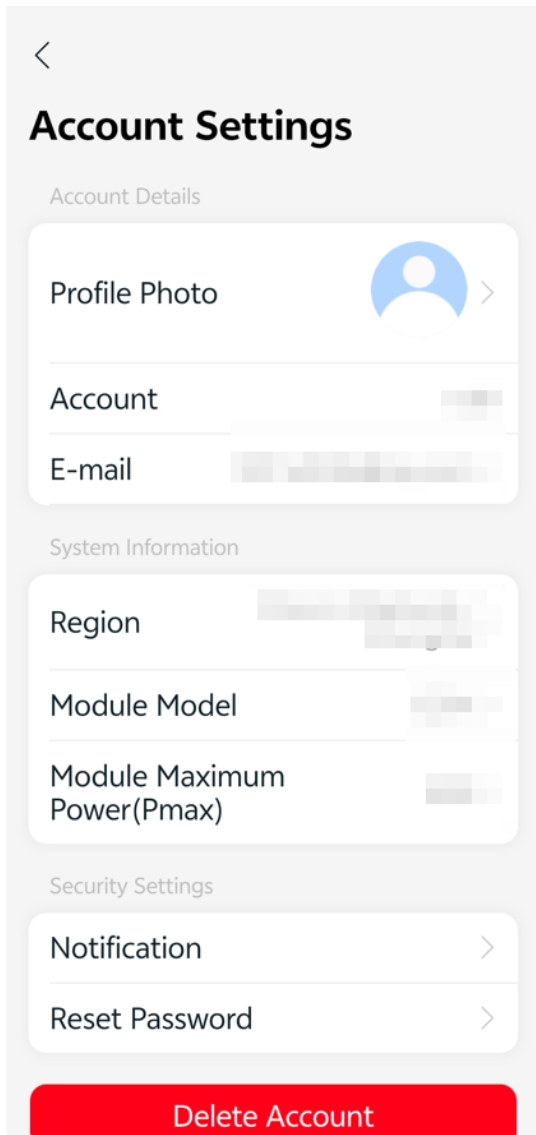 Account Settings
Account Details
Profile Photo
Account
E-mail
System Information
Region
Module Model
Module Maximum
Power(Pmax)
Security Settings
Notification
Reset Password
Delete Account